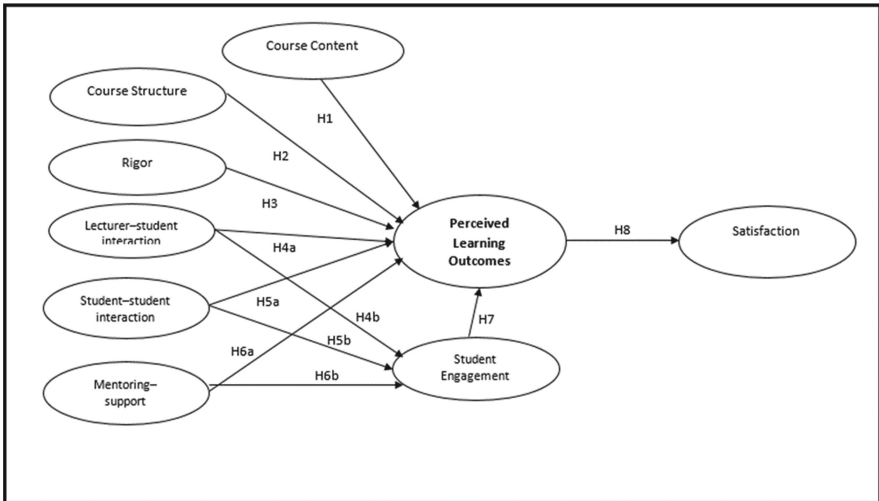 Course Content
Course Structure
H1
H2
Rigor
H3
Lecturer–student
interaction
H4a
Perceived
Learning
Outcomes
H8
Satisfaction
Student–student
interaction
H5a
H4b
H5b
H7
H6a
Student
Engagement
H6b
Mentoring–
support